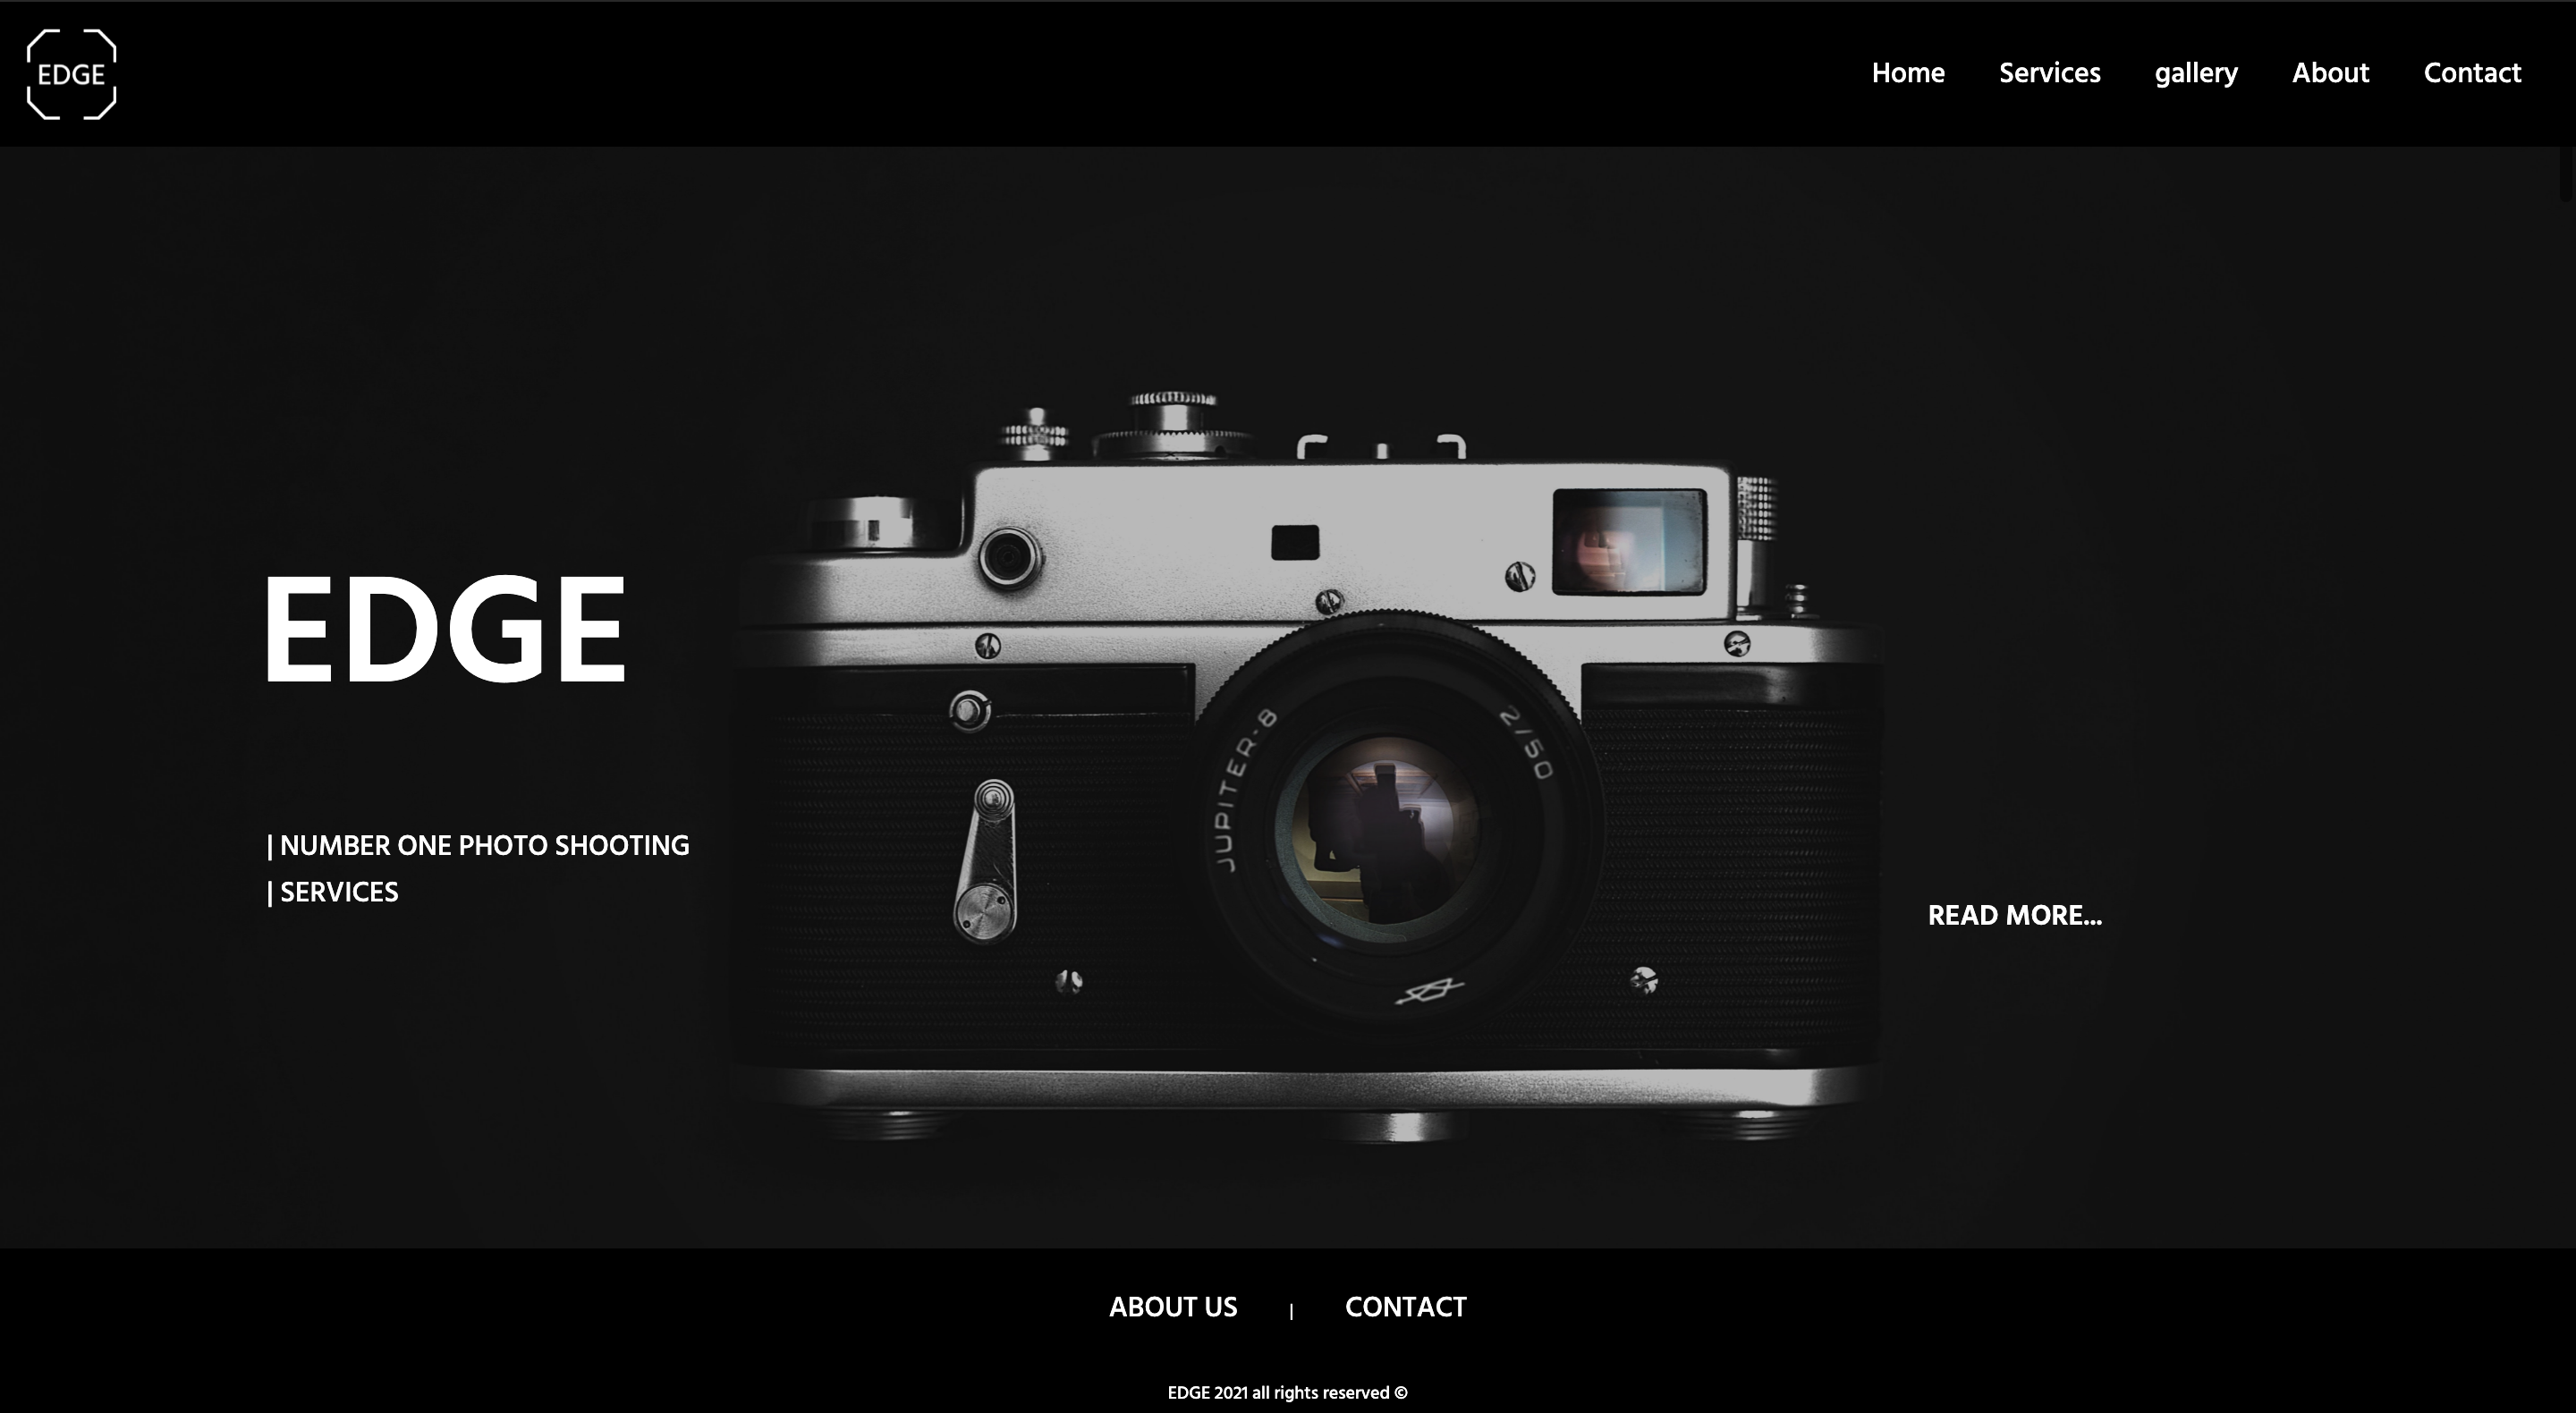 EDGE
Home Services gallery About Contact
EDGE
| NUMBER ONE PHOTO SHOOTING
| SERVICES
READ MORE...
JUPITER-8
2/50
ABOUT US | CONTACT
EDGE 2021 all rights reserved ©